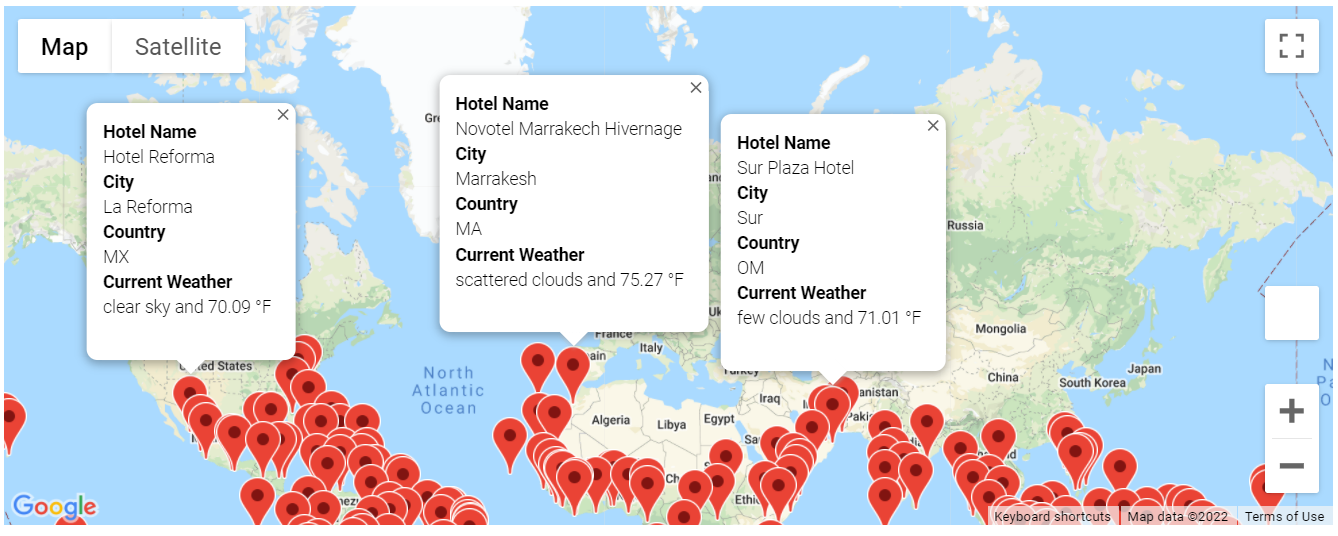 Map
Satellite
Hotel Name
Hotel Reforma
City
La Reforma
Country
MX
Current Weather
clear sky and 70.09 °F
Hotel Name
Novotel Marrakech Hivernage
City
Marrakesh
Country
MA
Current Weather
scattered clouds and 75.27 °F
Hotel Name
Sur Plaza Hotel
City
Sur
Country
OM
Current Weather
few clouds and 71.01 °F
Russia
Mongolia
France
Italy
Turkey
United States
North
Atlantic
Ocean
China
Japan
South Korea
Iraq
Algeria
Libya
Egypt
Google
Keyboard shortcuts
Map data ©2022
Terms of Use